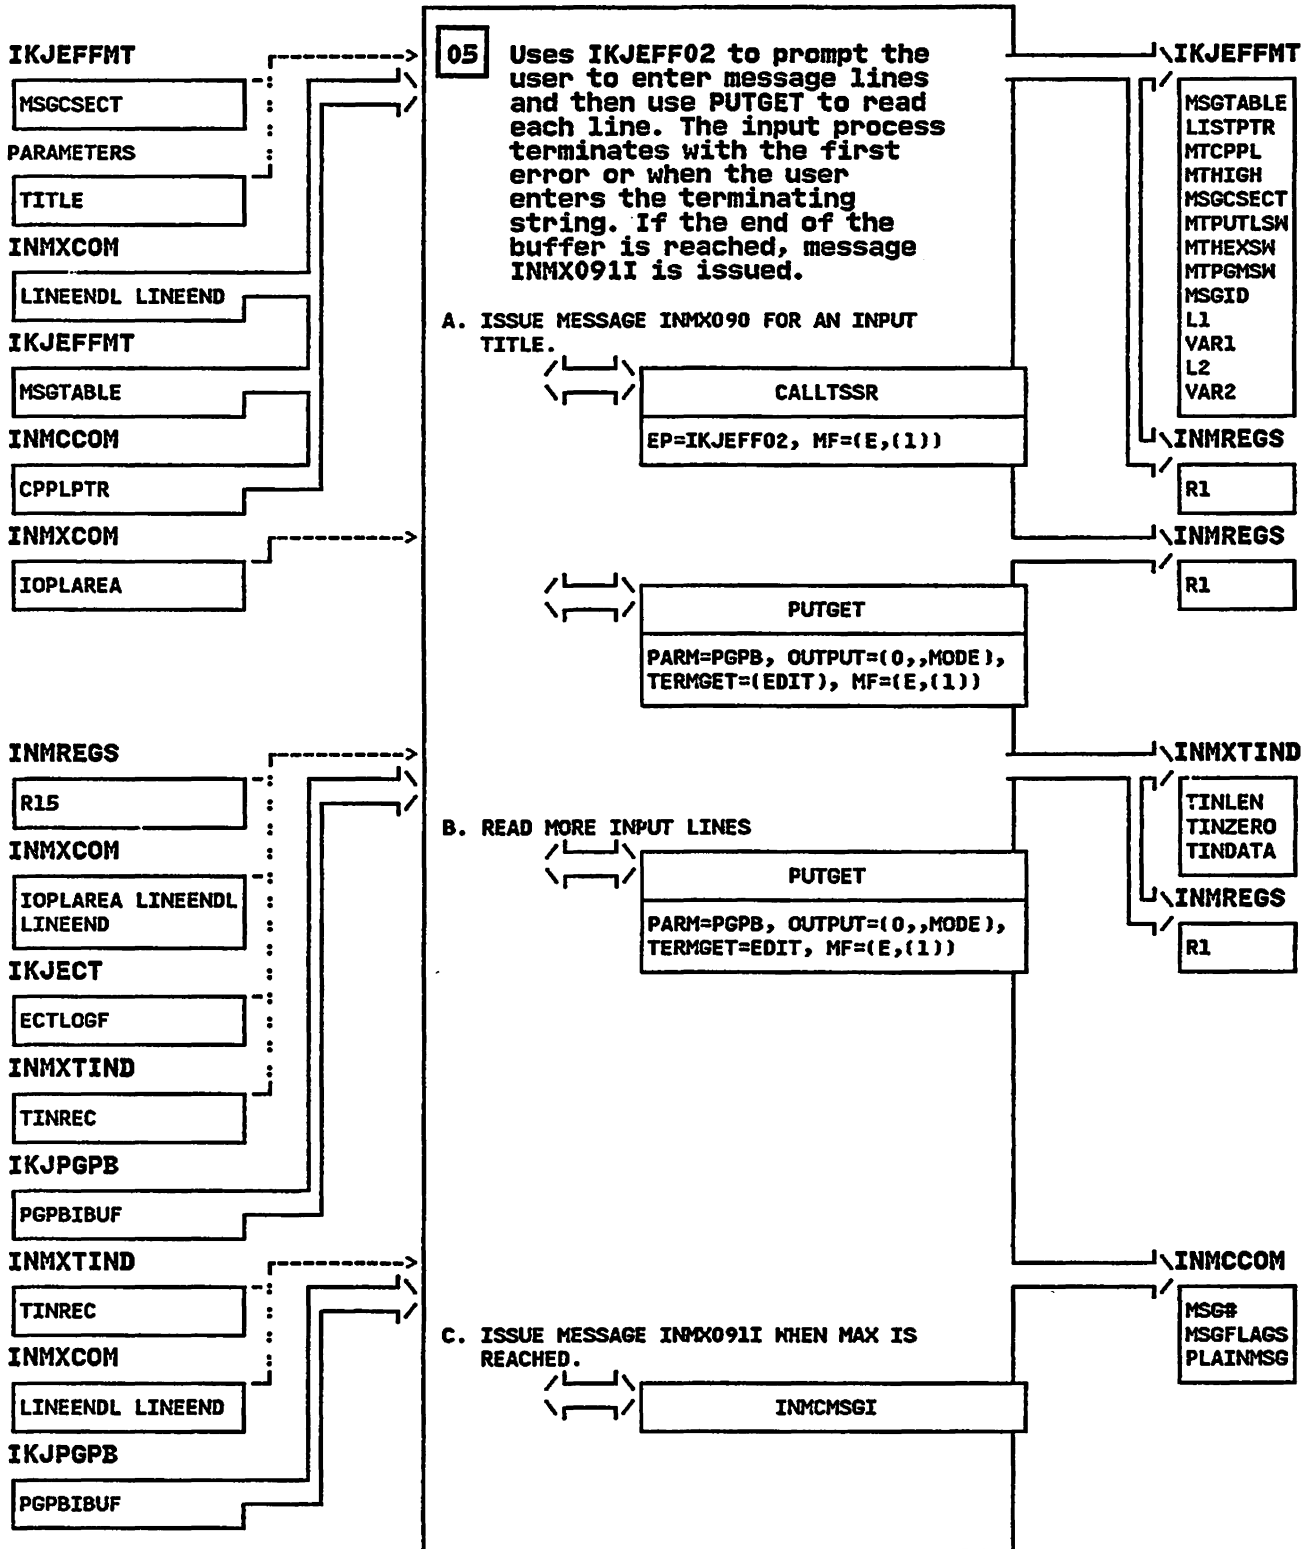 IKJEFFMT
MSGCSECT
PARAMETERS
TITLE
INMXCOM
LINEENDL LINEEND
IKJEFFMT
MSGTABLE
INMCCOM
CPPLPTR
INMXCOM
IOPLAREA
INMREGS
R15
INMXCOM
IOPLAREA LINEENDL
LINEEND
IKJECT
ECTLOGF
INMXTIND
TINREC
IKJPGPB
PGPBIBUF
INMXTIND
TINREC
INMXCOM
LINEENDL LINEEND
IKJPGPB
PGPBIBUF
05
Uses IKJEFF02 to prompt the
user to enter message lines
and then use PUTGET to read
each line. The input process
terminates with the first
error or when the user
enters the terminating
string. If the end of the
buffer is reached, message
INMX091I is issued.
A. ISSUE MESSAGE INMX090 FOR AN INPUT
TITLE.
CALLTSSR
EP=IKJEFF02, MF=(E,(1))
PUTGET
PARM=PGPB, OUTPUT=(0,,MODE),
TERMGET=(EDIT), MF=(E,(1))
B. READ MORE INPUT LINES
PUTGET
PARM=PGPB, OUTPUT=(0,,MODE),
TERMGET=EDIT, MF=(E,(1))
C. ISSUE MESSAGE INMX091I WHEN MAX IS
REACHED.
INMCMSGI
IKJEFFMT
MSGTABLE
LISTPTR
MTCPPL
MTHIGH
MSGCSECT
MTPUTLSW
MTHEXSW
MTPGMSW
MSGID
L1
VAR1
L2
VAR2
INMREGS
R1
INMREGS
R1
INMXTIND
TINLEN
TINZERO
TINDATA
INMREGS
R1
INMCCOM
MSG#
MSGFLAGS
PLAINMSG